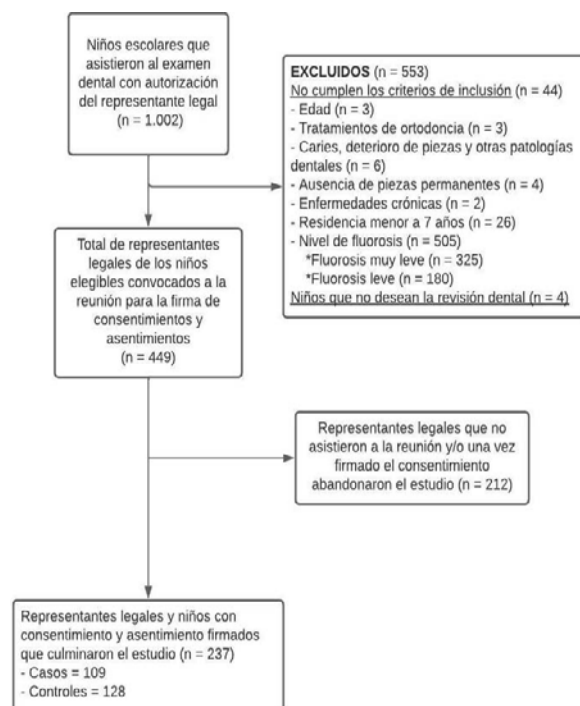 Niños escolares que
asistieron al examen
dental con autorización
del representante legal
(n = 1.002)
EXCLUIDOS (n = 553)
No cumplen los criterios de inclusión (n = 44)
- Edad (n = 3)
- Tratamientos de ortodoncia (n = 3)
- Caries, deterioro de piezas y otras patologías
dentales (n = 6)
- Ausencia de piezas permanentes (n = 4)
- Enfermedades crónicas (n = 2)
- Residencia menor a 7 años (n = 26)
- Nivel de fluorosis (n = 505)
*Fluorosis muy leve (n = 325)
*Fluorosis leve (n = 180)
Niños que no desean la revisión dental (n = 4)
Total de representantes
legales de los niños
elegibles convocados a la
reunión para la firma de
consentimientos y
asentimientos
(n = 449)
Representantes legales que no
asistieron a la reunión y/o una vez
firmado el consentimiento
abandonaron el estudio (n = 212)
Representantes legales y niños con
consentimiento y asentimiento firmados
que culminaron el estudio (n = 237)
- Casos = 109
- Controles = 128